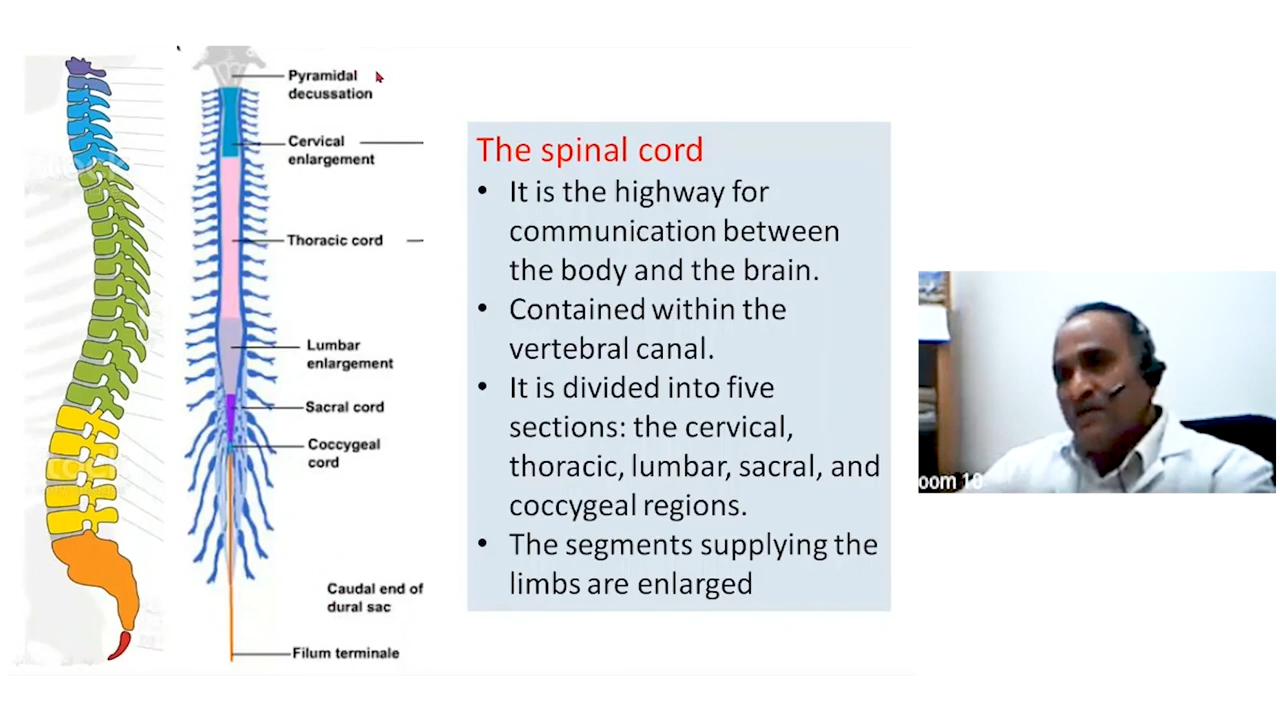 Pyramidal
decussation
Cervical
enlargement
Thoracic cord
Lumbar
enlargement
Sacral cord
Coccygeal
cord
Caudal end of
dural sac
Filum terminale
The spinal cord
• It is the highway for
communication between
the body and the brain.
• Contained within the
vertebral canal.
• It is divided into five
sections: the cervical,
thoracic, lumbar, sacral, and
coccygeal regions.
• The segments supplying the
limbs are enlarged
oom 10